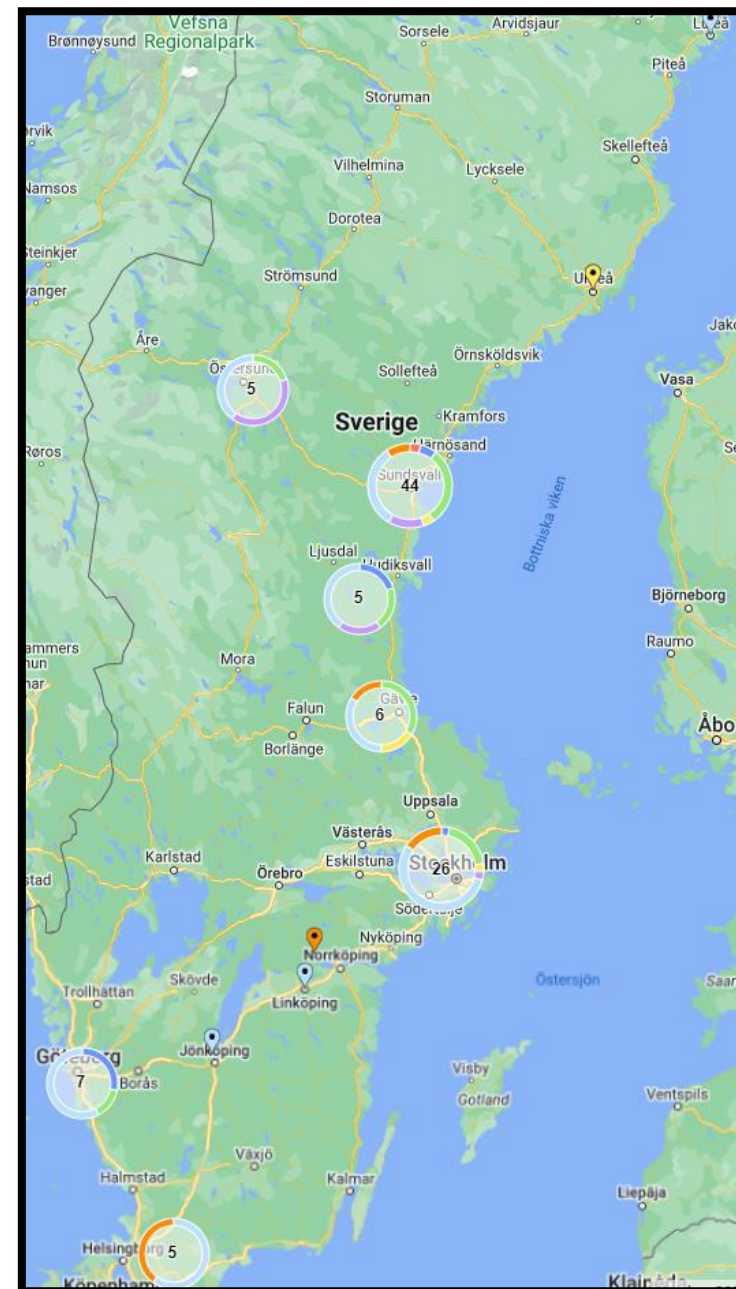 Vefsna
Regionalpark
Brønnøysund
Sorsele
Arvidsjaur
Piteå
Storuman
Skellefteå
Vilhelmina
Lycksele
Namsos
Dorotea
Strömsund
Åre
Örnsköldsvik
Sollefteå
5
Vasa
Sverige
Kramfors
Härnösand
Røros
Sundsvall
44
Bottniska viken
Ljusdal
Hudiksvall
5
Björneborg
Raumo
Mora
Falun
Gävle
6
Borlänge
Åbo
Uppsala
Västerås
Karlstad
Eskilstuna
Stockholm
26
Örebro
Södertälje
Nyköping
Norrköping
Skövde
Linköping
Östersjön
Trollhättan
Jönköping
Göteborg
7
Borås
Visby
Gotland
Ventspils
Växjö
Halmstad
Kalmar
Liepäja
Helsingborg
5